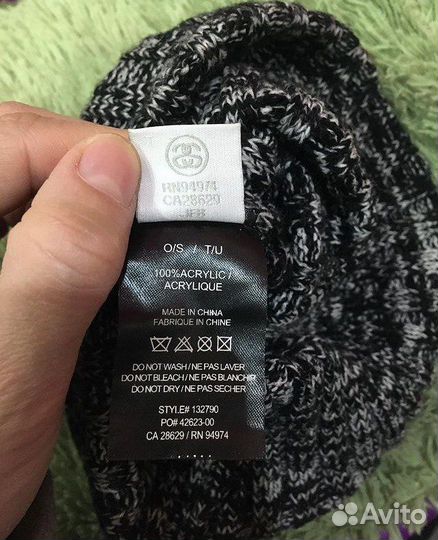 RN94974
CA28629
O/S / T/U
100%ACRYLIC /
ACRYLIQUE
MADE IN CHINA
FABRIQUE EN CHINE
DO NOT WASH / NE PAS LAVER
DO NOT BLEACH / NE PAS BLANCHIR
DO NOT DRY / NE PAS SECHER
STYLE# 132790
PO# 42623-00
CA 28629 / RN 94974
Avito